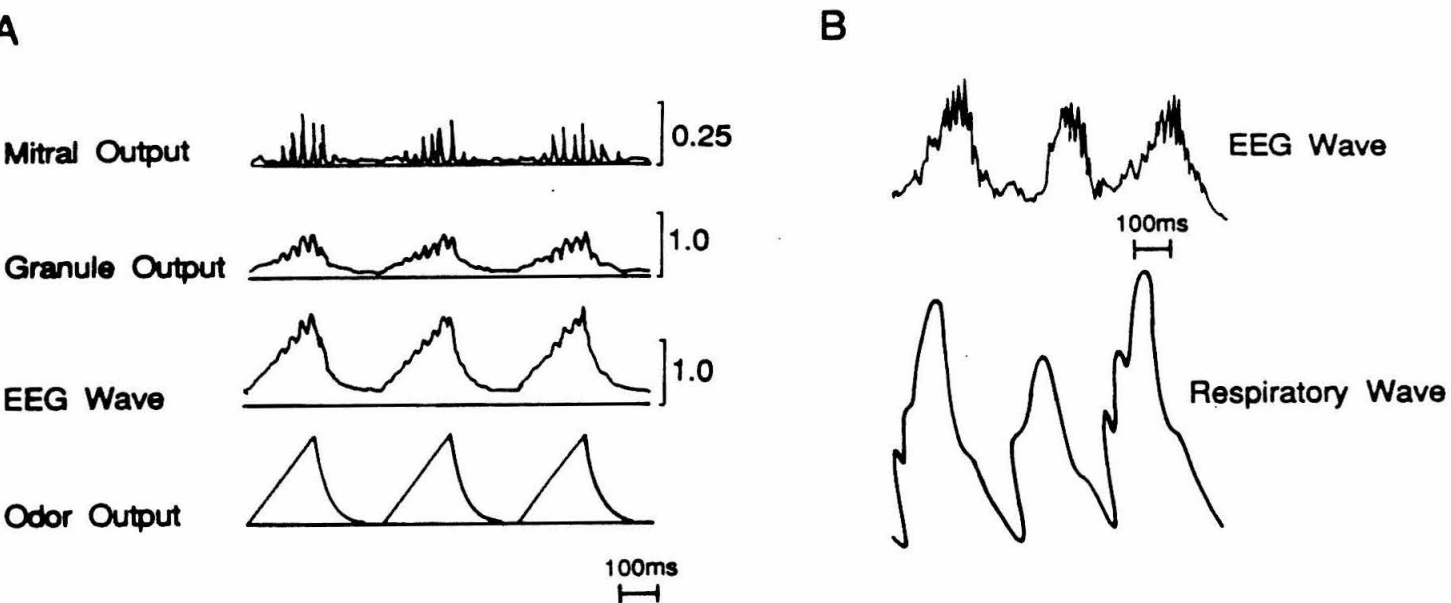 A
Mitral Output
0.25
Granule Output
1.0
EEG Wave
1.0
Odor Output
100ms
B
EEG Wave
100ms
Respiratory Wave